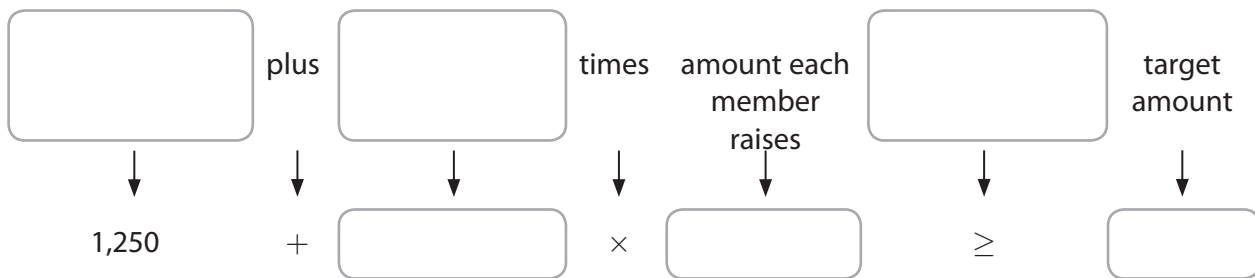 plus
times
amount each
member
raises
target
amount
1,250 + × ≥